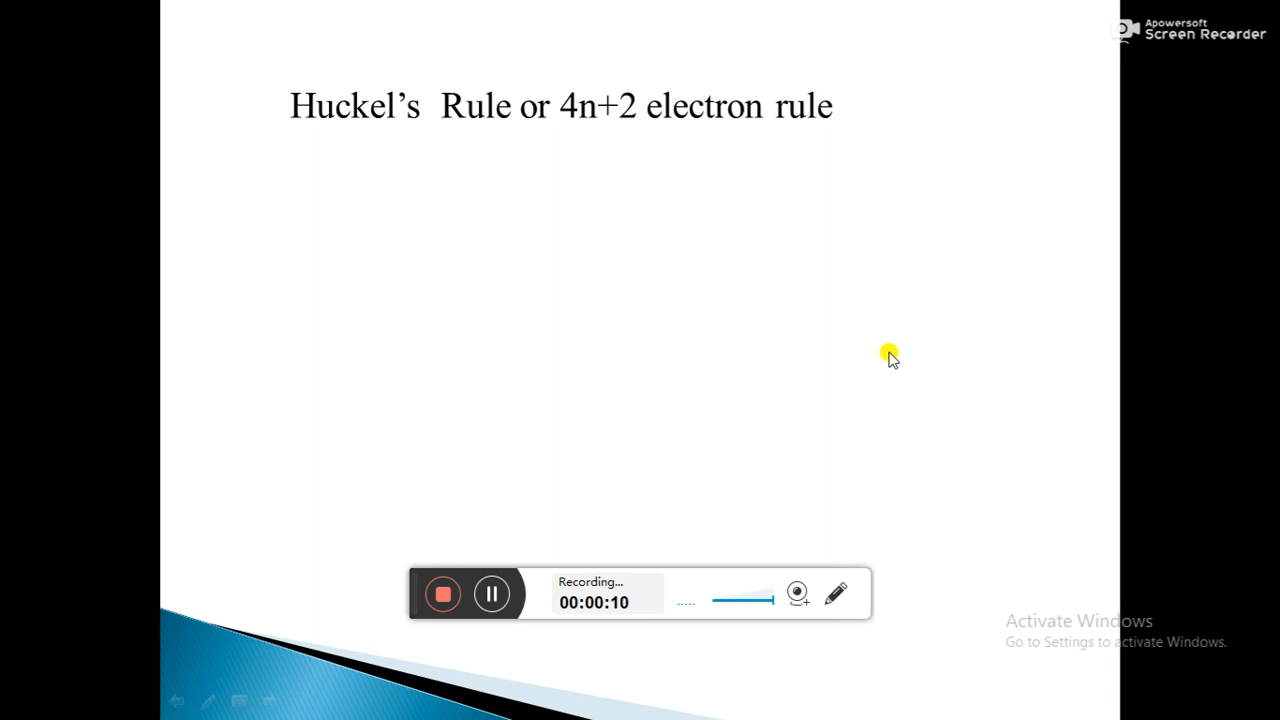 Apowersoft
Screen Recorder
Huckel’s Rule or 4n+2 electron rule
Recording...
00:00:10
Activate Windows
Go to Settings to activate Windows.